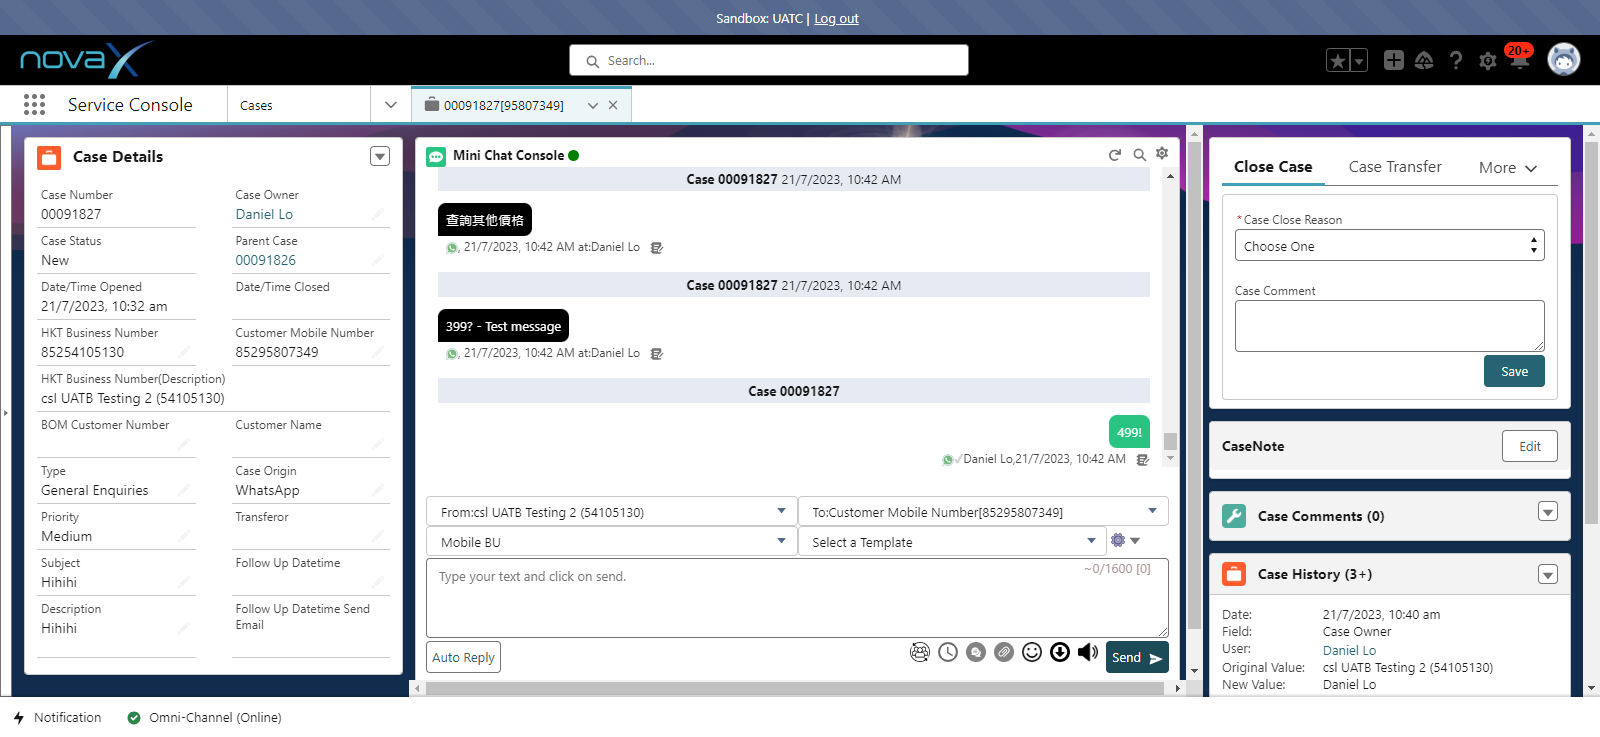 Sandbox: UATC | Log out
novaX
Search...
20+
Service Console
Cases
00091827[95807349]
Case Details
Case Number
00091827
Case Owner
Daniel Lo
Case Status
New
Parent Case
00091826
Date/Time Opened
21/7/2023, 10:32 am
Date/Time Closed
HKT Business Number
85254105130
Customer Mobile Number
85295807349
HKT Business Number(Description)
csl UATB Testing 2 (54105130)
BOM Customer Number
Customer Name
Type
General Enquiries
Case Origin
WhatsApp
Priority
Medium
Transferor
Subject
Hihihi
Follow Up Datetime
Description
Hihihi
Follow Up Datetime Send
Email
Mini Chat Console
Case 00091827 21/7/2023, 10:42 AM
查詢其他價格
, 21/7/2023, 10:42 AM at:Daniel Lo
Case 00091827 21/7/2023, 10:42 AM
399? - Test message
, 21/7/2023, 10:42 AM at:Daniel Lo
Case 00091827
499!
Daniel Lo,21/7/2023, 10:42 AM
From:csl UATB Testing 2 (54105130)
To:Customer Mobile Number[85295807349]
Mobile BU
Select a Template
Type your text and click on send.
~0/1600 [0]
Auto Reply
Send
Close Case
Case Transfer
More
*Case Close Reason
Choose One
Case Comment
Save
CaseNote
Edit
Case Comments (0)
Case History (3+)
Date: 21/7/2023, 10:40 am
Field: Case Owner
User: Daniel Lo
Original Value: csl UATB Testing 2 (54105130)
New Value: Daniel Lo
Notification
Omni-Channel (Online)